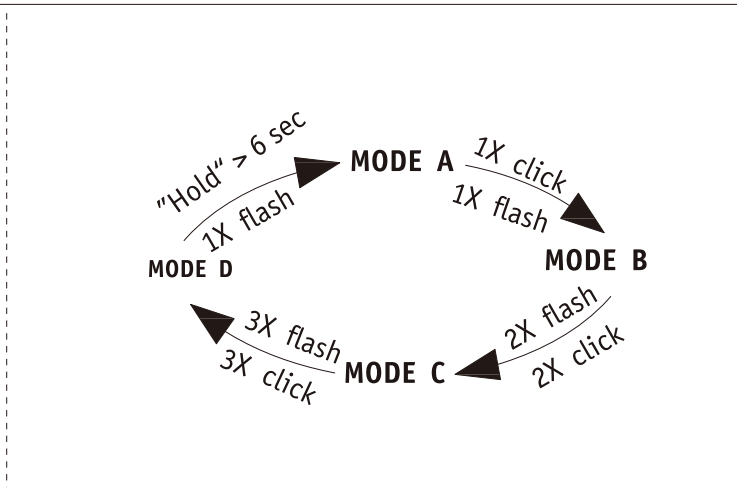 "Hold" > 6 sec
1X flash
MODE A
1X click
1X flash
MODE D
MODE B
3X flash
3X click
MODE C
2X flash
2X click